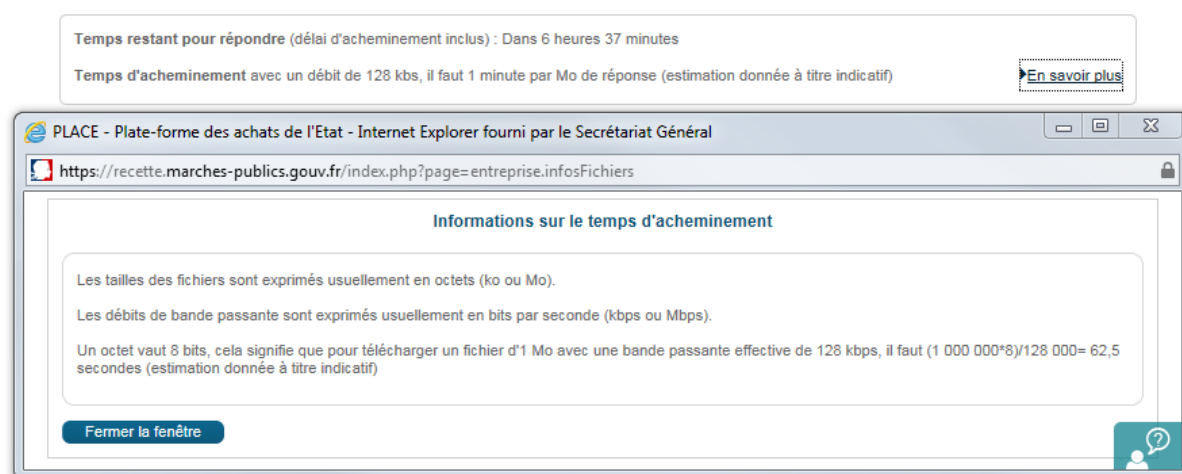 Temps restant pour répondre (délai d'acheminement inclus) : Dans 6 heures 37 minutes
Temps d'acheminement avec un débit de 128 kbs, il faut 1 minute par Mo de réponse (estimation donnée à titre indicatif)
En savoir plus
PLACE - Plate-forme des achats de l'Etat - Internet Explorer fourni par le Secrétariat Général
https://recette.marches-publics.gouv.fr/index.php?page=entreprise.infosFichiers
Informations sur le temps d'acheminement
Les tailles des fichiers sont exprimés usuellement en octets (ko ou Mo).
Les débits de bande passante sont exprimés usuellement en bits par seconde (kbps ou Mbps).
Un octet vaut 8 bits, cela signifie que pour télécharger un fichier d'1 Mo avec une bande passante effective de 128 kbps, il faut (1 000 000*8)/128 000= 62,5
secondes (estimation donnée à titre indicatif)
Fermer la fenêtre